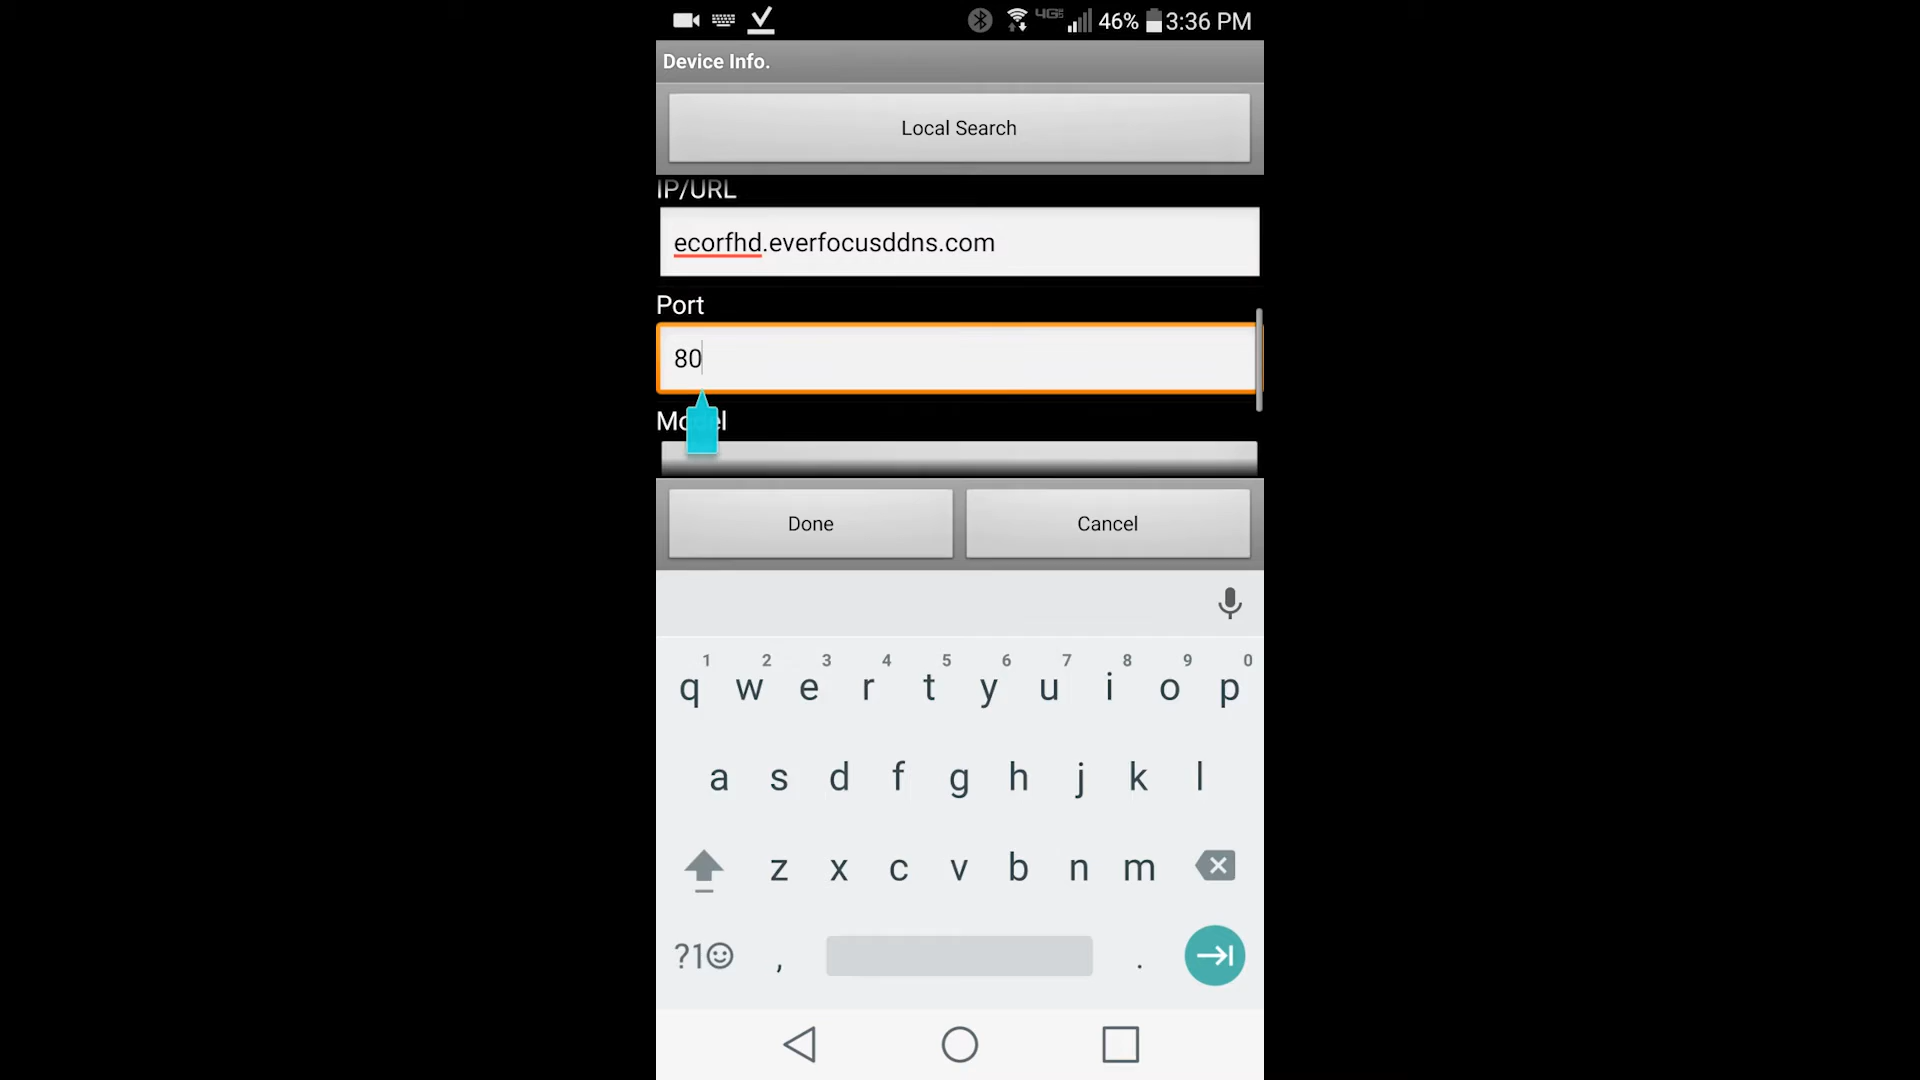 4G 46% 3:36 PM
Device Info.
Local Search
IP/URL
ecorfhd.everfocusddns.com
Port
80
Done Cancel
1 2 3 4 5 6 7 8 9 0
q w e r t y u i o p
a s d f g h j k l
z x c v b n m
?1☺ , .